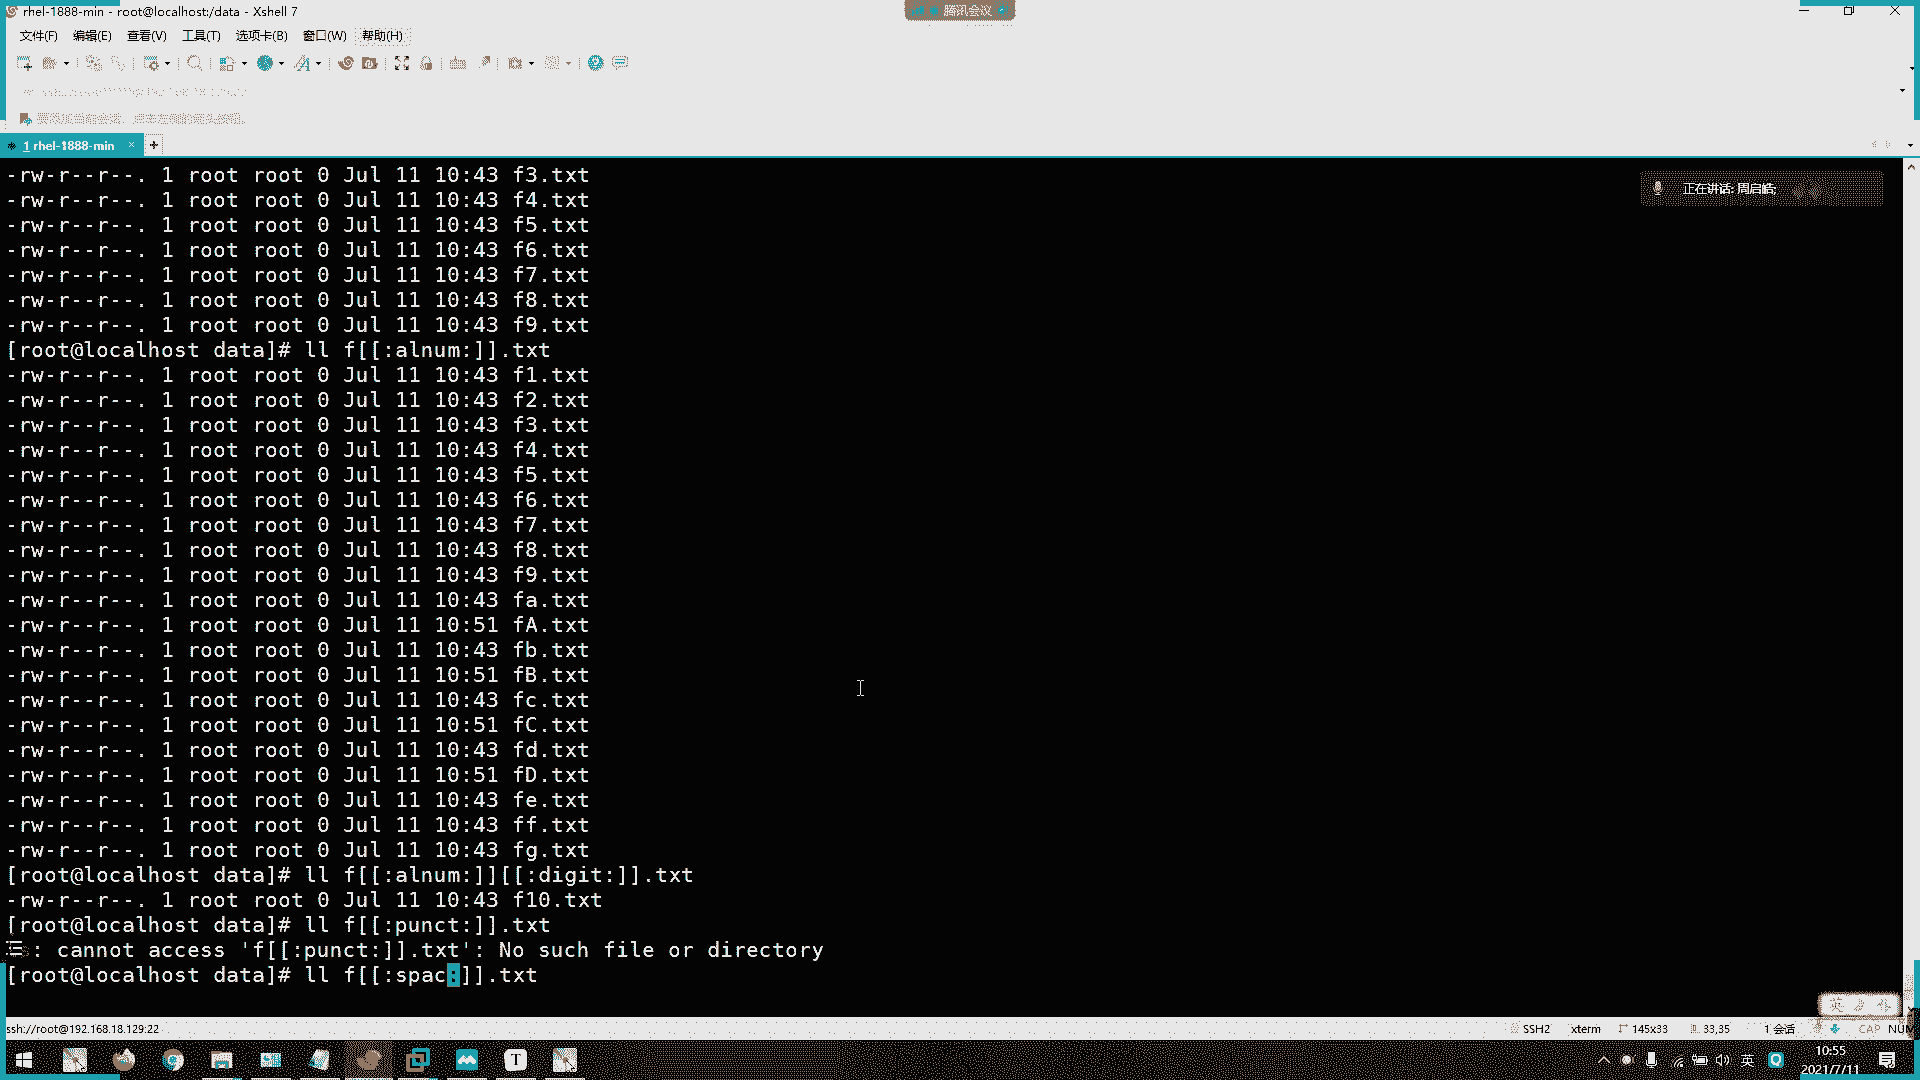 rhel-1888-min - root@localhost:/data - Xshell 7
腾讯会议
文件(F) 编辑(E) 查看(V) 工具(T) 选项卡(B) 窗口(W) 帮助(H)
1 rhel-1888-min × +
正在讲话: 周启皓;
-rw-r--r--. 1 root root 0 Jul 11 10:43 f3.txt
-rw-r--r--. 1 root root 0 Jul 11 10:43 f4.txt
-rw-r--r--. 1 root root 0 Jul 11 10:43 f5.txt
-rw-r--r--. 1 root root 0 Jul 11 10:43 f6.txt
-rw-r--r--. 1 root root 0 Jul 11 10:43 f7.txt
-rw-r--r--. 1 root root 0 Jul 11 10:43 f8.txt
-rw-r--r--. 1 root root 0 Jul 11 10:43 f9.txt
[root@localhost data]# ll f[[:alnum:]].txt
-rw-r--r--. 1 root root 0 Jul 11 10:43 f1.txt
-rw-r--r--. 1 root root 0 Jul 11 10:43 f2.txt
-rw-r--r--. 1 root root 0 Jul 11 10:43 f3.txt
-rw-r--r--. 1 root root 0 Jul 11 10:43 f4.txt
-rw-r--r--. 1 root root 0 Jul 11 10:43 f5.txt
-rw-r--r--. 1 root root 0 Jul 11 10:43 f6.txt
-rw-r--r--. 1 root root 0 Jul 11 10:43 f7.txt
-rw-r--r--. 1 root root 0 Jul 11 10:43 f8.txt
-rw-r--r--. 1 root root 0 Jul 11 10:43 f9.txt
-rw-r--r--. 1 root root 0 Jul 11 10:43 fa.txt
-rw-r--r--. 1 root root 0 Jul 11 10:51 fA.txt
-rw-r--r--. 1 root root 0 Jul 11 10:43 fb.txt
-rw-r--r--. 1 root root 0 Jul 11 10:51 fB.txt
-rw-r--r--. 1 root root 0 Jul 11 10:43 fc.txt
-rw-r--r--. 1 root root 0 Jul 11 10:51 fC.txt
-rw-r--r--. 1 root root 0 Jul 11 10:43 fd.txt
-rw-r--r--. 1 root root 0 Jul 11 10:51 fD.txt
-rw-r--r--. 1 root root 0 Jul 11 10:43 fe.txt
-rw-r--r--. 1 root root 0 Jul 11 10:43 ff.txt
-rw-r--r--. 1 root root 0 Jul 11 10:43 fg.txt
[root@localhost data]# ll f[[:alnum:]][[:digit:]].txt
-rw-r--r--. 1 root root 0 Jul 11 10:43 f10.txt
[root@localhost data]# ll f[[:punct:]].txt
: cannot access 'f[[:punct:]].txt': No such file or directory
[root@localhost data]# ll f[[:spac:]].txt
英
ssh://root@192.168.18.129:22 SSH2 xterm 145x33 33,35 1 会话 CAP NUM
T 英 10:55
2021/7/11